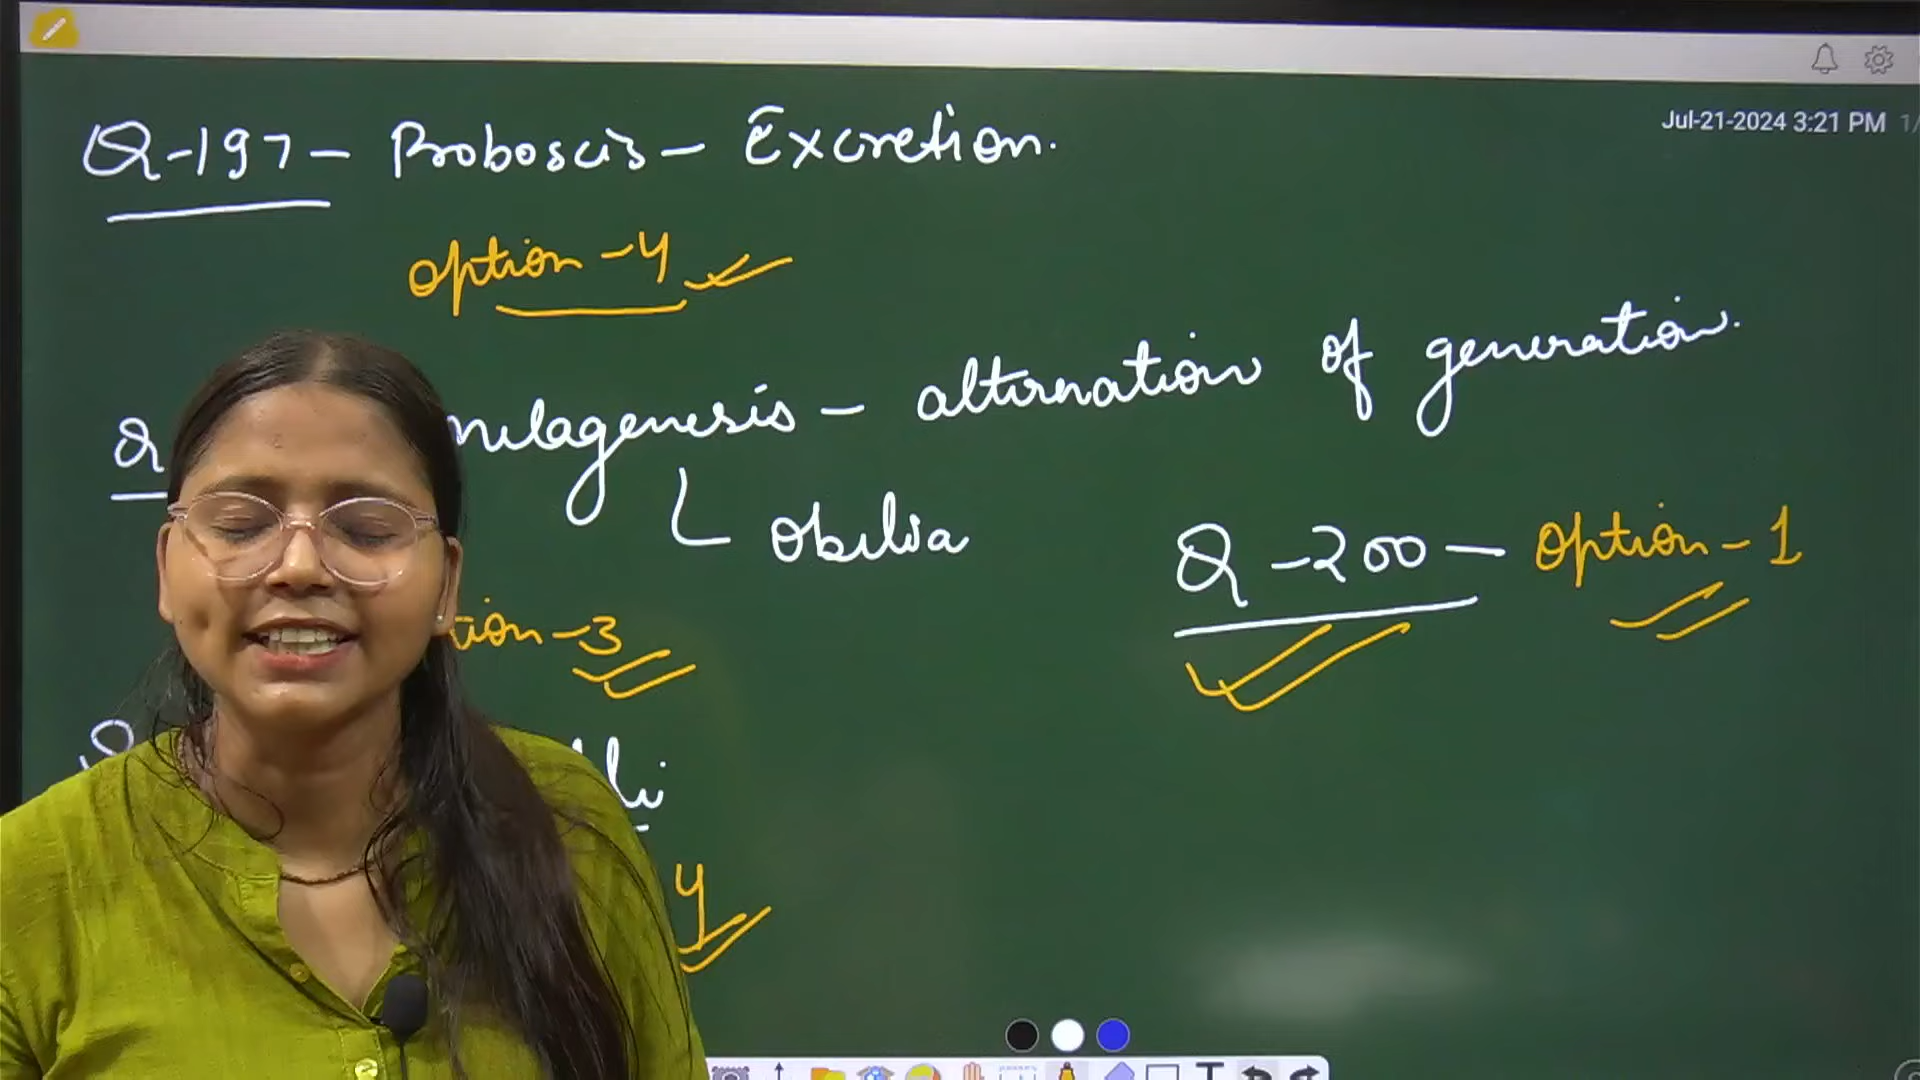 Jul-21-2024 3:21 PM
Q-197- Proboscis- Excretion.
option-4
alternation of generation.
obelia
Q-200- option-1
tion-3
4